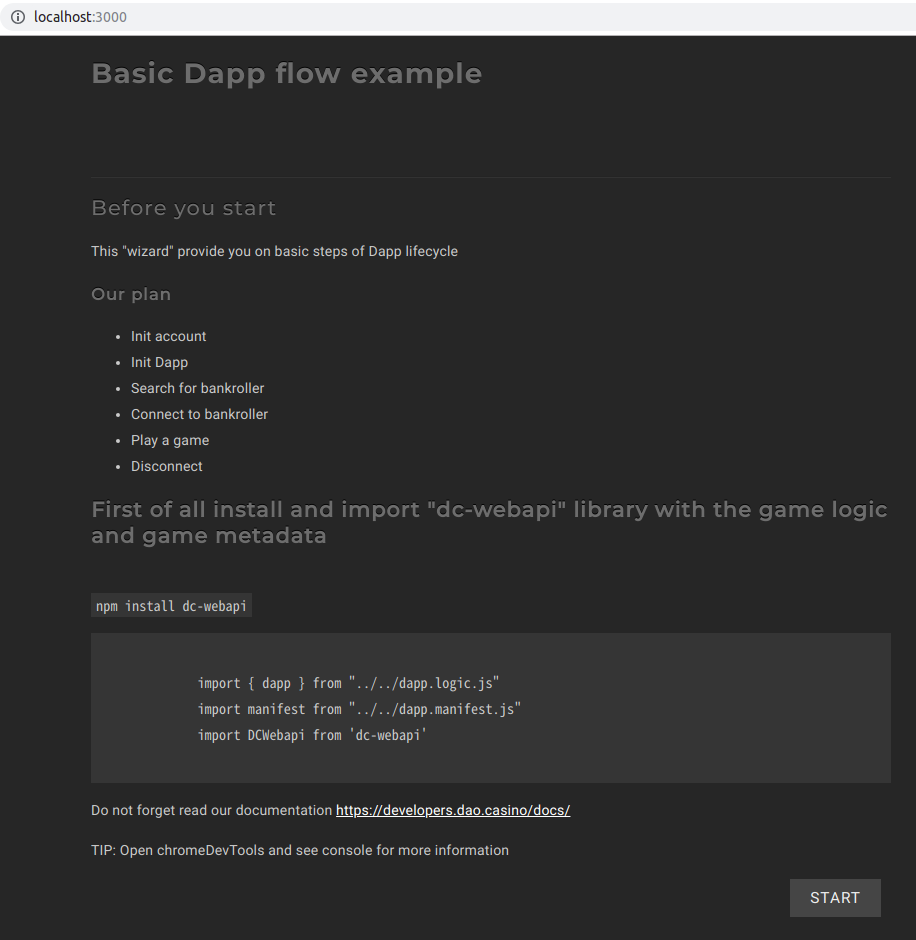 localhost:3000
Basic Dapp flow example
Before you start
This "wizard" provide you on basic steps of Dapp lifecycle
Our plan
• Init account
• Init Dapp
• Search for bankroller
• Connect to bankroller
• Play a game
• Disconnect
First of all install and import "dc-webapi" library with the game logic
and game metadata
npm install dc-webapi
import { dapp } from "../../dapp.logic.js"
import manifest from "../../dapp.manifest.js"
import DCWebapi from 'dc-webapi'
Do not forget read our documentation https://developers.dao.casino/docs/
TIP: Open chromeDevTools and see console for more information
START